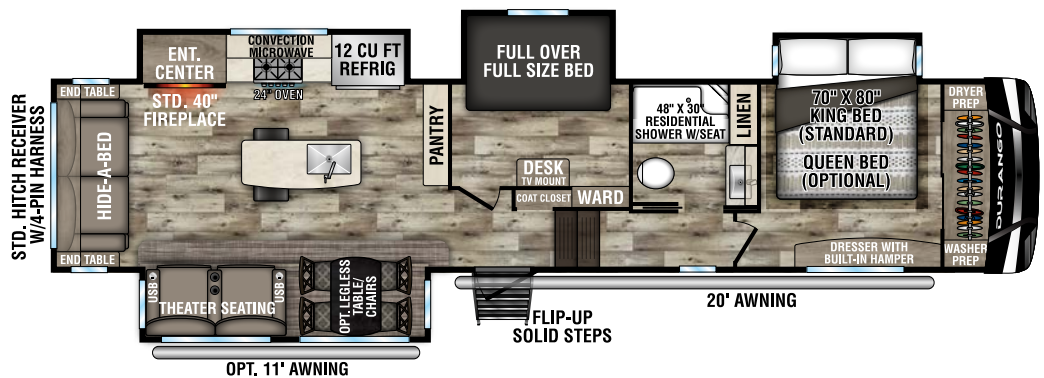 STD. HITCH RECEIVER
W/4-PIN HARNESS
END TABLE
HIDE-A-BED
END TABLE
ENT.
CENTER
STD. 40"
FIREPLACE
CONVECTION
MICROWAVE
24" OVEN
12 CU FT
REFRIG
PANTRY
USB
THEATER SEATING
USB
OPT. LEGLESS
TABLE/
CHAIRS
OPT. 11' AWNING
FULL OVER
FULL SIZE BED
DESK
TV MOUNT
COAT CLOSET
WARD
FLIP-UP
SOLID STEPS
48" X 30"
RESIDENTIAL
SHOWER W/SEAT
LINEN
70" X 80"
KING BED
(STANDARD)
QUEEN BED
(OPTIONAL)
DRESSER WITH
BUILT-IN HAMPER
20' AWNING
DRYER
PREP
WASHER
PREP
DURANGO